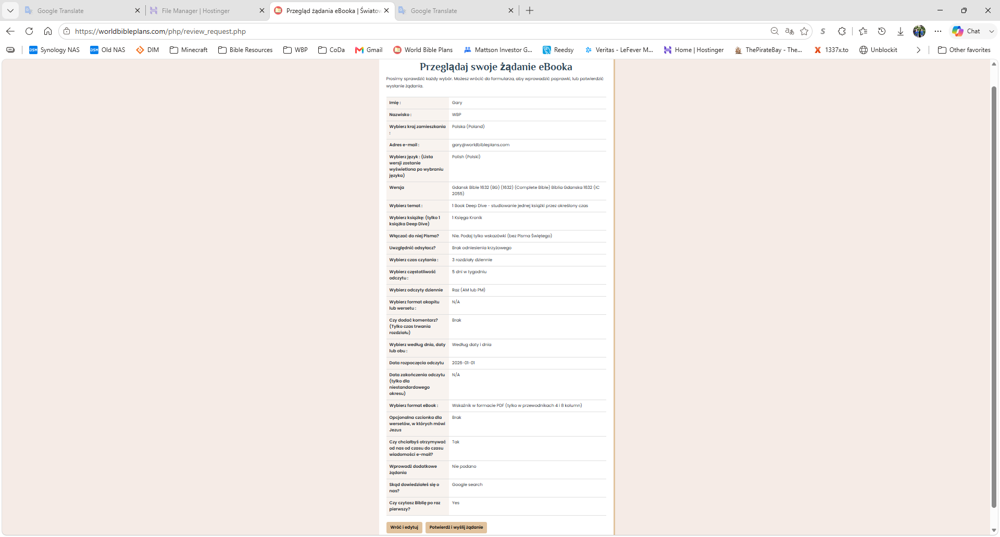 Google Translate
File Manager | Hostinger
Przegląd żądania eBooka | Świato
Google Translate
https://worldbibleplans.com/php/review_request.php
Chat
Synology NAS
Old NAS
DIM
Minecraft
Bible Resources
WBP
CoDa
Gmail
World Bible Plans
Mattson Investor G...
Reedsy
Veritas - LeFever M...
Home | Hostinger
ThePirateBay - The...
1337x.to
Unblockit
Other favorites
Przeglądaj swoje żądanie eBooka
Prosimy sprawdzić każdy wybór. Możesz wrócić do formularza, aby wprowadzić poprawki, lub potwierdzić
wysłanie żądania.
Imię : Gary
Nazwisko : WBP
Wybierz kraj zamieszkania Polska (Poland)
:
Adres e-mail : gary@worldbibleplans.com
Wybierz język : (Lista Polish (Polski)
wersji zostanie
wyświetlona po wybraniu
języka)
Wersja Gdansk Bible 1632 (BG) (1632) (Complete Bible) Biblia Gdanska 1632 (IC
2055)
Wybierz temat : 1 Book Deep Dive - studiowanie jednej książki przez określony czas
Wybierz książkę: (tylko 1 1 Księga Kronik
książka Deep Dive)
Włączać do niej Pisma? Nie. Podaj tylko wskazówki (bez Pisma Świętego)
Uwzględnić odsyłacz? Brak odniesienia krzyżowego
Wybierz czas czytania : 3 rozdziały dziennie
Wybierz częstotliwość 5 dni w tygodniu
odczytu :
Wybierz odczyty dziennie Raz (AM lub PM)
Wybierz format akapitu N/A
lub wersetu :
Czy dodać komentarz? Brak
(Tylko czas trwania
rozdziału)
Wybierz według dnia, daty Według daty i dnia
lub obu :
Data rozpoczęcia odczytu 2026-01-01
Data zakończenia odczytu N/A
(tylko dla
niestandardowego
okresu)
Wybierz format eBook : Wskaźnik w formacie PDF (tylko w przewodnikach 4 i 8 kolumn)
Opcjonalna czcionka dla Brak
wersetów, w których mówi
Jezus
Czy chciałbyś otrzymywać Tak
od nas od czasu do czasu
wiadomości e-mail?
Wprowadź dodatkowe Nie podano
żądania
Skąd dowiedziałeś się o Google search
nas?
Czy czytasz Biblię po raz Yes
pierwszy?
Wróć i edytuj
Potwierdź i wyślij żądanie